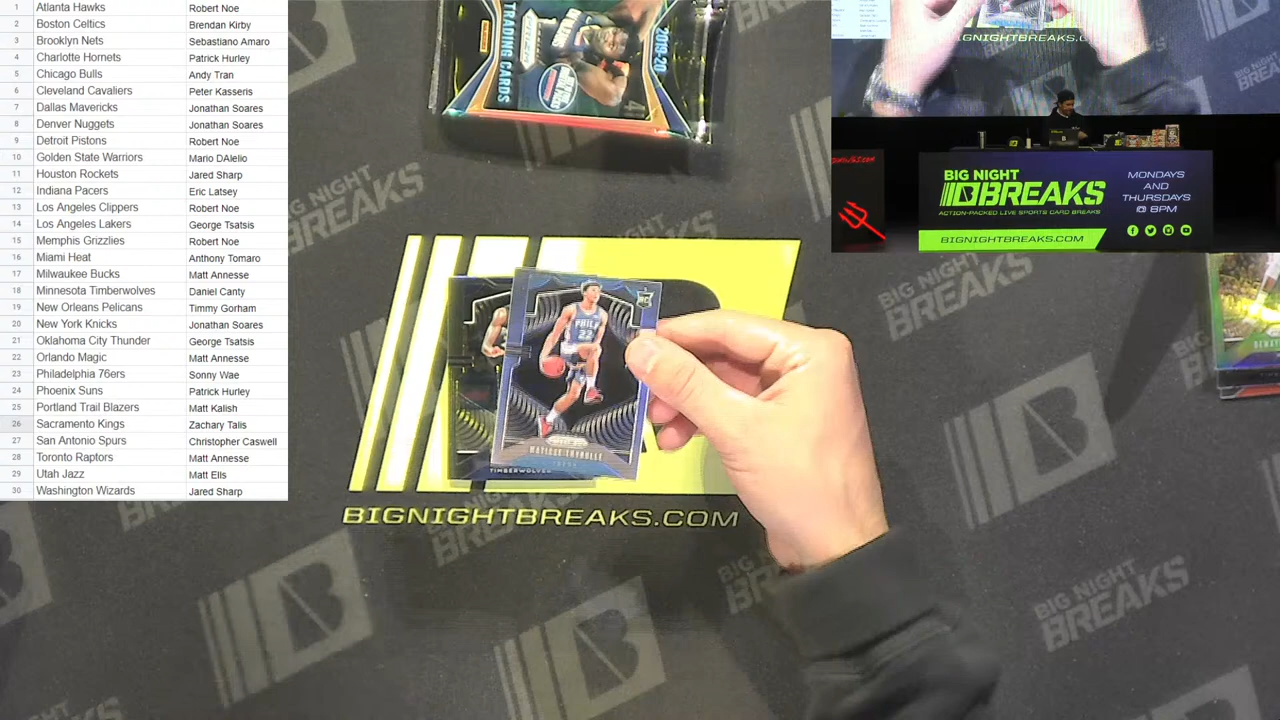 1 Atlanta Hawks Robert Noe
2 Boston Celtics Brendan Kirby
3 Brooklyn Nets Sebastiano Amaro
4 Charlotte Hornets Patrick Hurley
5 Chicago Bulls Andy Tran
6 Cleveland Cavaliers Peter Kasseris
7 Dallas Mavericks Jonathan Soares
8 Denver Nuggets Jonathan Soares
9 Detroit Pistons Robert Noe
10 Golden State Warriors Mario DAlelio
11 Houston Rockets Jared Sharp
12 Indiana Pacers Eric Latsey
13 Los Angeles Clippers Robert Noe
14 Los Angeles Lakers George Tsatsis
15 Memphis Grizzlies Robert Noe
16 Miami Heat Anthony Tomaro
17 Milwaukee Bucks Matt Annesse
18 Minnesota Timberwolves Daniel Canty
19 New Orleans Pelicans Timmy Gorham
20 New York Knicks Jonathan Soares
21 Oklahoma City Thunder George Tsatsis
22 Orlando Magic Matt Annesse
23 Philadelphia 76ers Sonny Wae
24 Phoenix Suns Patrick Hurley
25 Portland Trail Blazers Matt Kalish
26 Sacramento Kings Zachary Talis
27 San Antonio Spurs Christopher Caswell
28 Toronto Raptors Matt Annesse
29 Utah Jazz Matt Ells
30 Washington Wizards Jared Sharp
2019-20
TRADING CARDS
RC
PHILA
22
MATISSE THYBULLE
TIMBERWOLVES
BIGNIGHTBREAKS.COM
BIG NIGHT
BREAKS
ACTION-PACKED LIVE SPORTS CARD BREAKS
BIGNIGHTBREAKS.COM
MONDAYS
AND
THURSDAYS
@ 8PM
BIG NIGHT
BREAKS
BIG NIGHT
BREAKS
BIG NIGHT
BREAKS